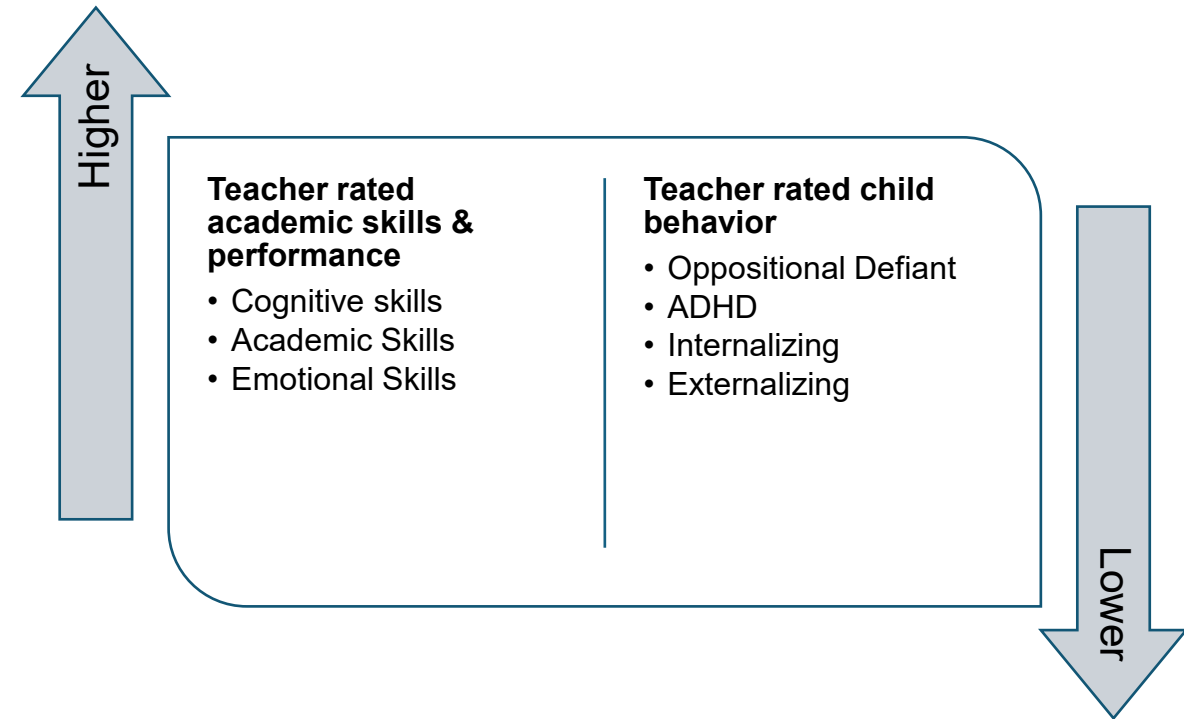 Higher
Teacher rated
academic skills &
performance
• Cognitive skills
• Academic Skills
• Emotional Skills
Teacher rated child
behavior
• Oppositional Defiant
• ADHD
• Internalizing
• Externalizing
Lower